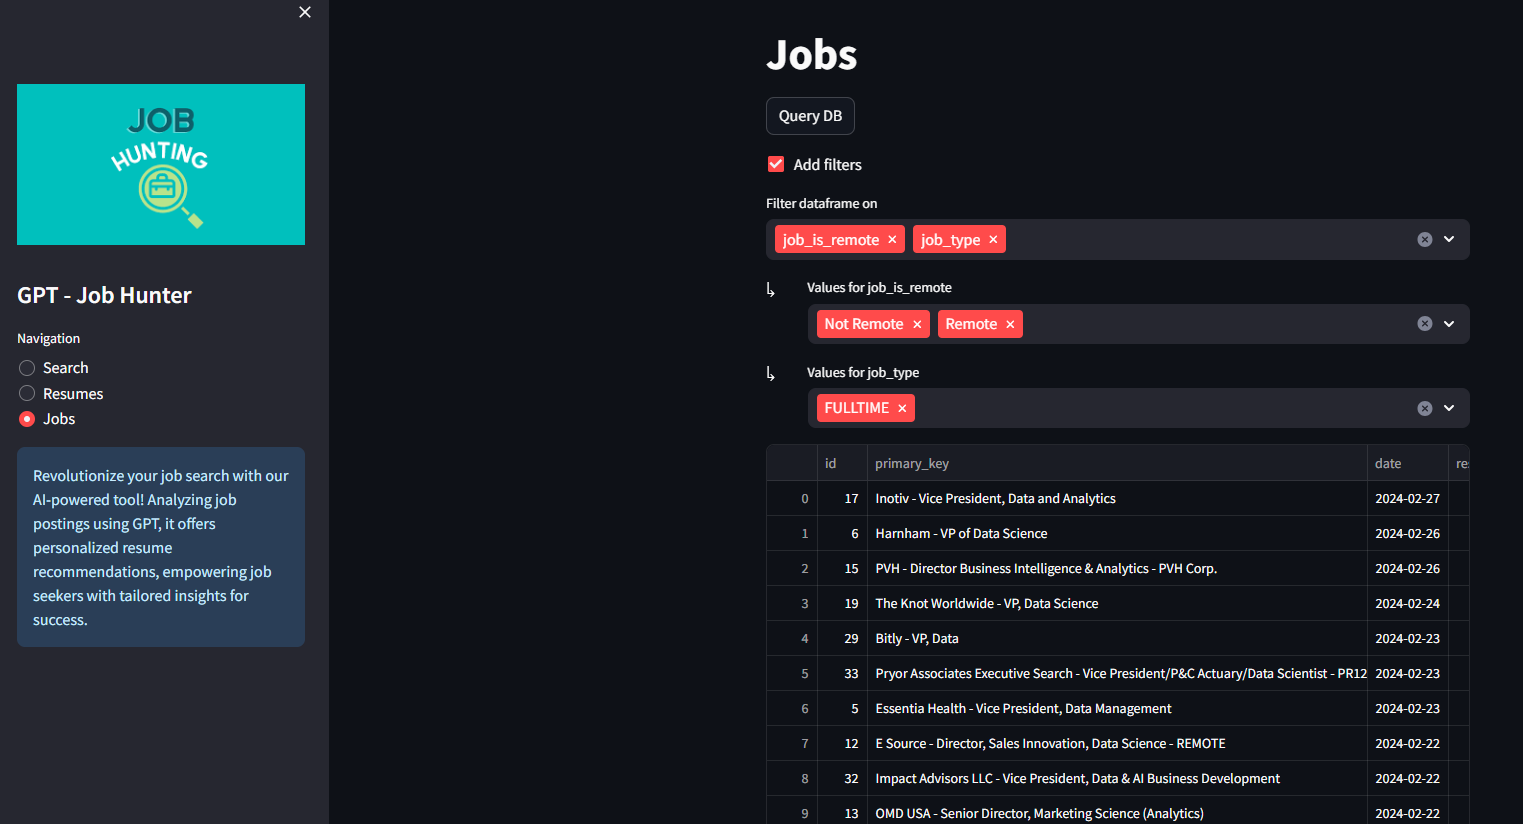 JOB
HUNTING
GPT - Job Hunter
Navigation
Search
Resumes
Jobs
Revolutionize your job search with our
AI-powered tool! Analyzing job
postings using GPT, it offers
personalized resume
recommendations, empowering job
seekers with tailored insights for
success.
Jobs
Query DB
Add filters
Filter dataframe on
job_is_remote job_type
Values for job_is_remote
Not Remote Remote
Values for job_type
FULLTIME
id primary_key date re
0 17 Inotiv - Vice President, Data and Analytics 2024-02-27
1 6 Harnham - VP of Data Science 2024-02-26
2 15 PVH - Director Business Intelligence & Analytics - PVH Corp. 2024-02-26
3 19 The Knot Worldwide - VP, Data Science 2024-02-24
4 29 Bitly - VP, Data 2024-02-23
5 33 Pryor Associates Executive Search - Vice President/P&C Actuary/Data Scientist - PR12 2024-02-23
6 5 Essentia Health - Vice President, Data Management 2024-02-23
7 12 E Source - Director, Sales Innovation, Data Science - REMOTE 2024-02-22
8 32 Impact Advisors LLC - Vice President, Data & AI Business Development 2024-02-22
9 13 OMD USA - Senior Director, Marketing Science (Analytics) 2024-02-22